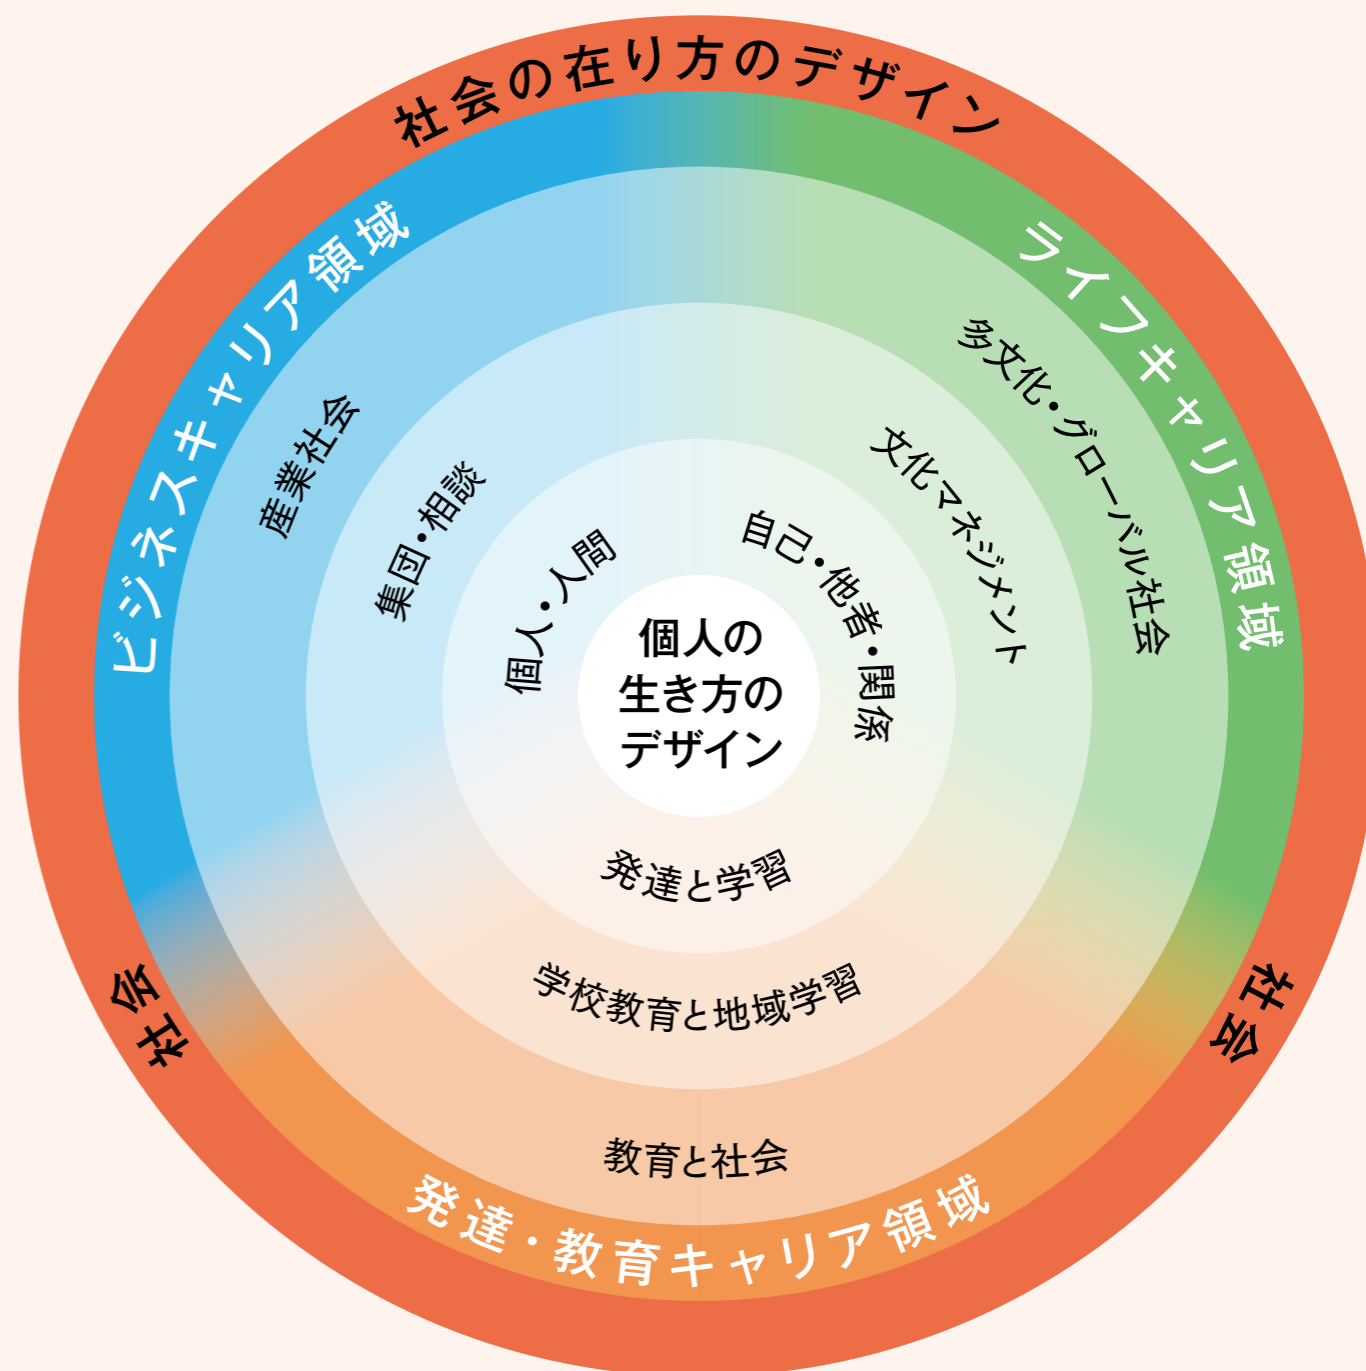 社会の在り方のデザイン
ビジネスキャリア領域
ライフキャリア領域
多文化・グローバル社会
産業社会
文化マネジメント
集団・相談
自己・他者・関係
個人・人間
個人の
生き方の
デザイン
発達と学習
学校教育と地域学習
社会
社会
教育と社会
発達・教育キャリア領域